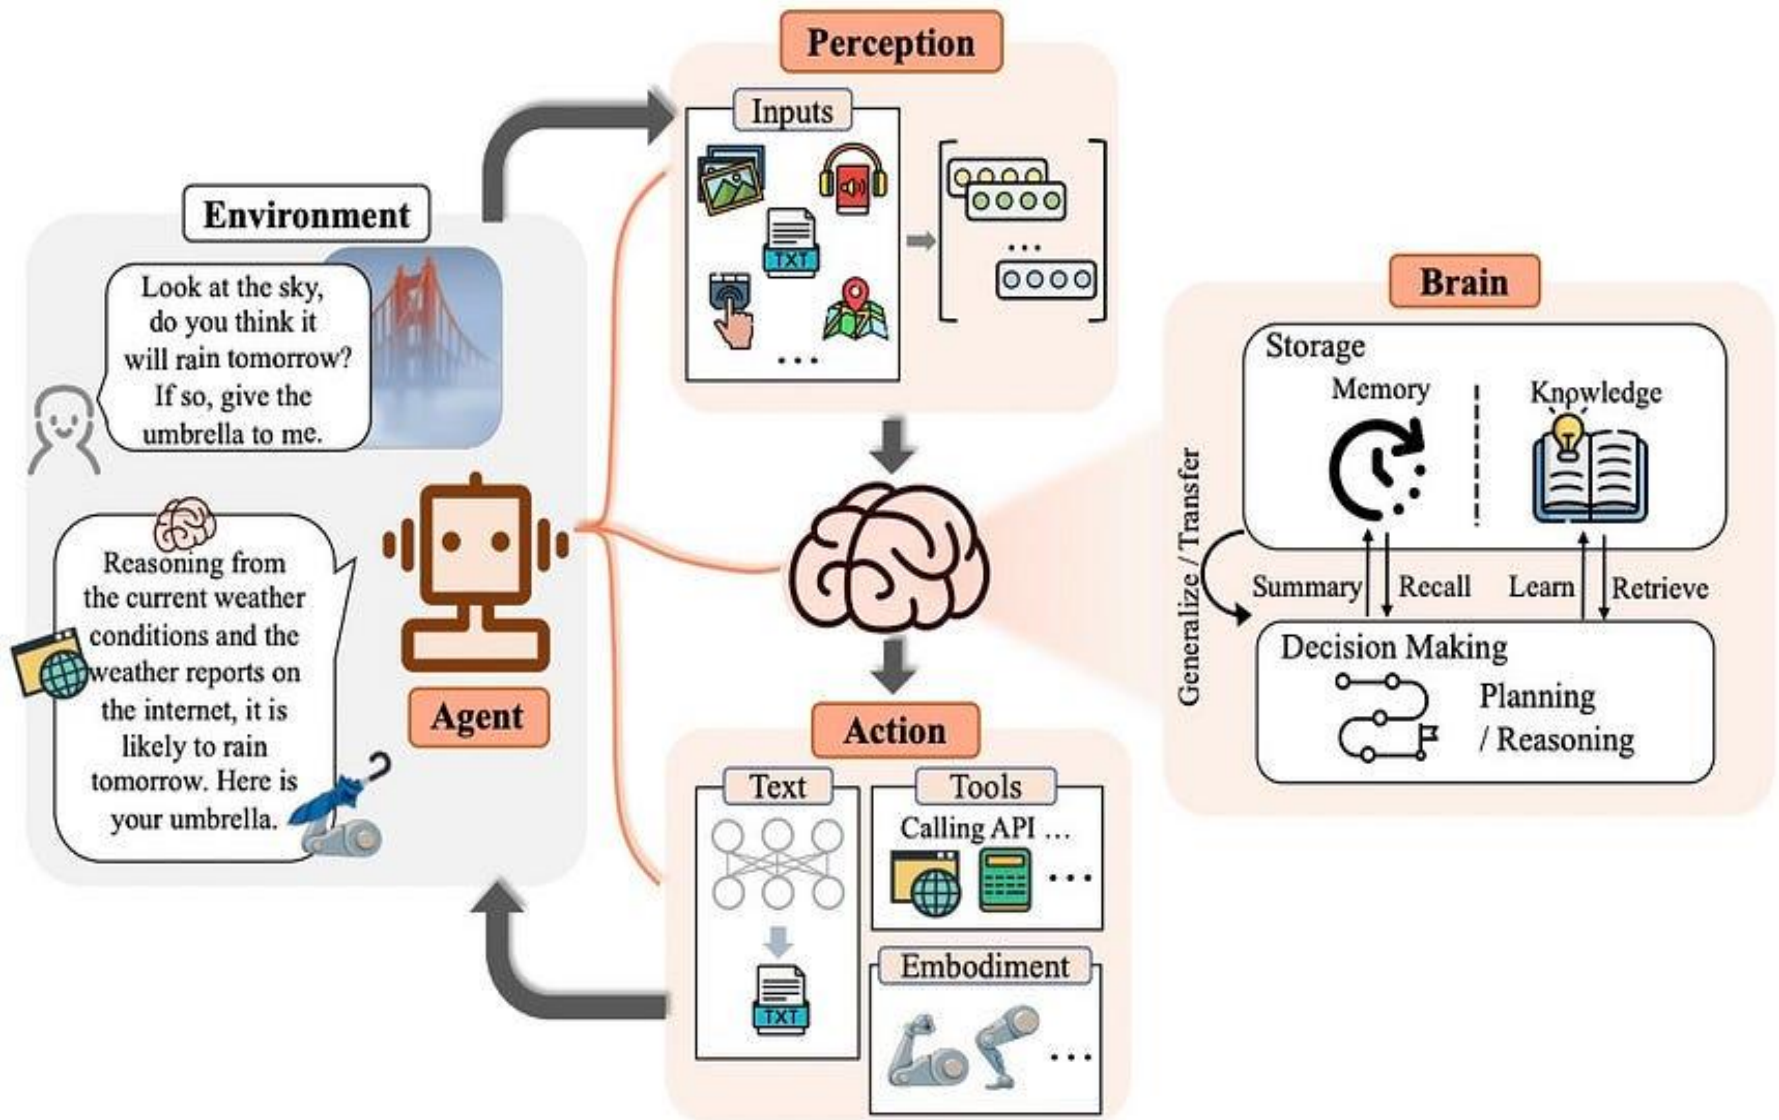 Perception
Inputs
TXT
...
...
Environment
Look at the sky,
do you think it
will rain tomorrow?
If so, give the
umbrella to me.
Reasoning from
the current weather
conditions and the
weather reports on
the internet, it is
likely to rain
tomorrow. Here is
your umbrella.
Agent
Brain
Storage
Memory
Knowledge
Generalize / Transfer
Summary
Recall
Learn
Retrieve
Decision Making
Planning
/ Reasoning
Action
Text
TXT
Tools
Calling API ...
...
Embodiment
...